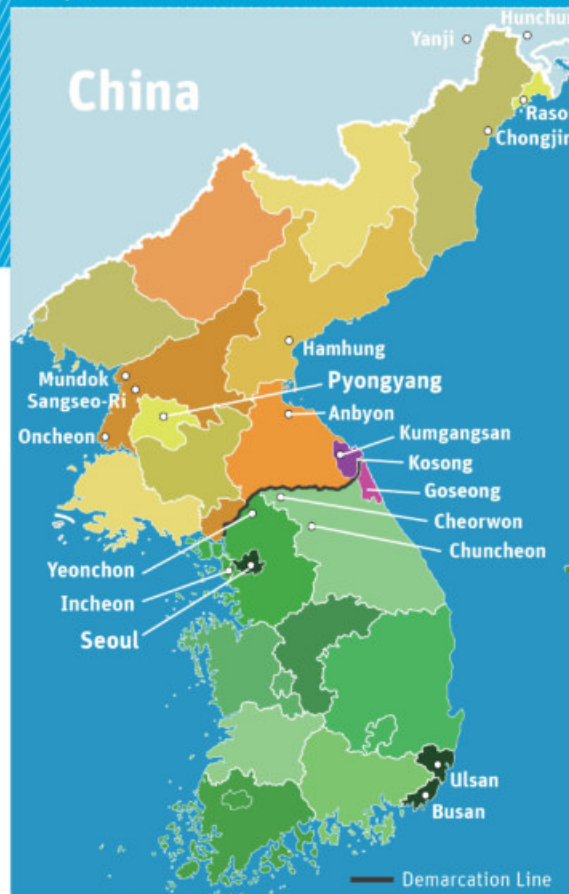 Hunchun
Yanji
China
Rason
Chongjin
Hamhung
Mundok
Pyongyang
Sangseo-Ri
Anbyon
Oncheon
Kumgangsan
Kosong
Goseong
Cheorwon
Chuncheon
Yeonchon
Incheon
Seoul
Ulsan
Busan
Demarcation Line